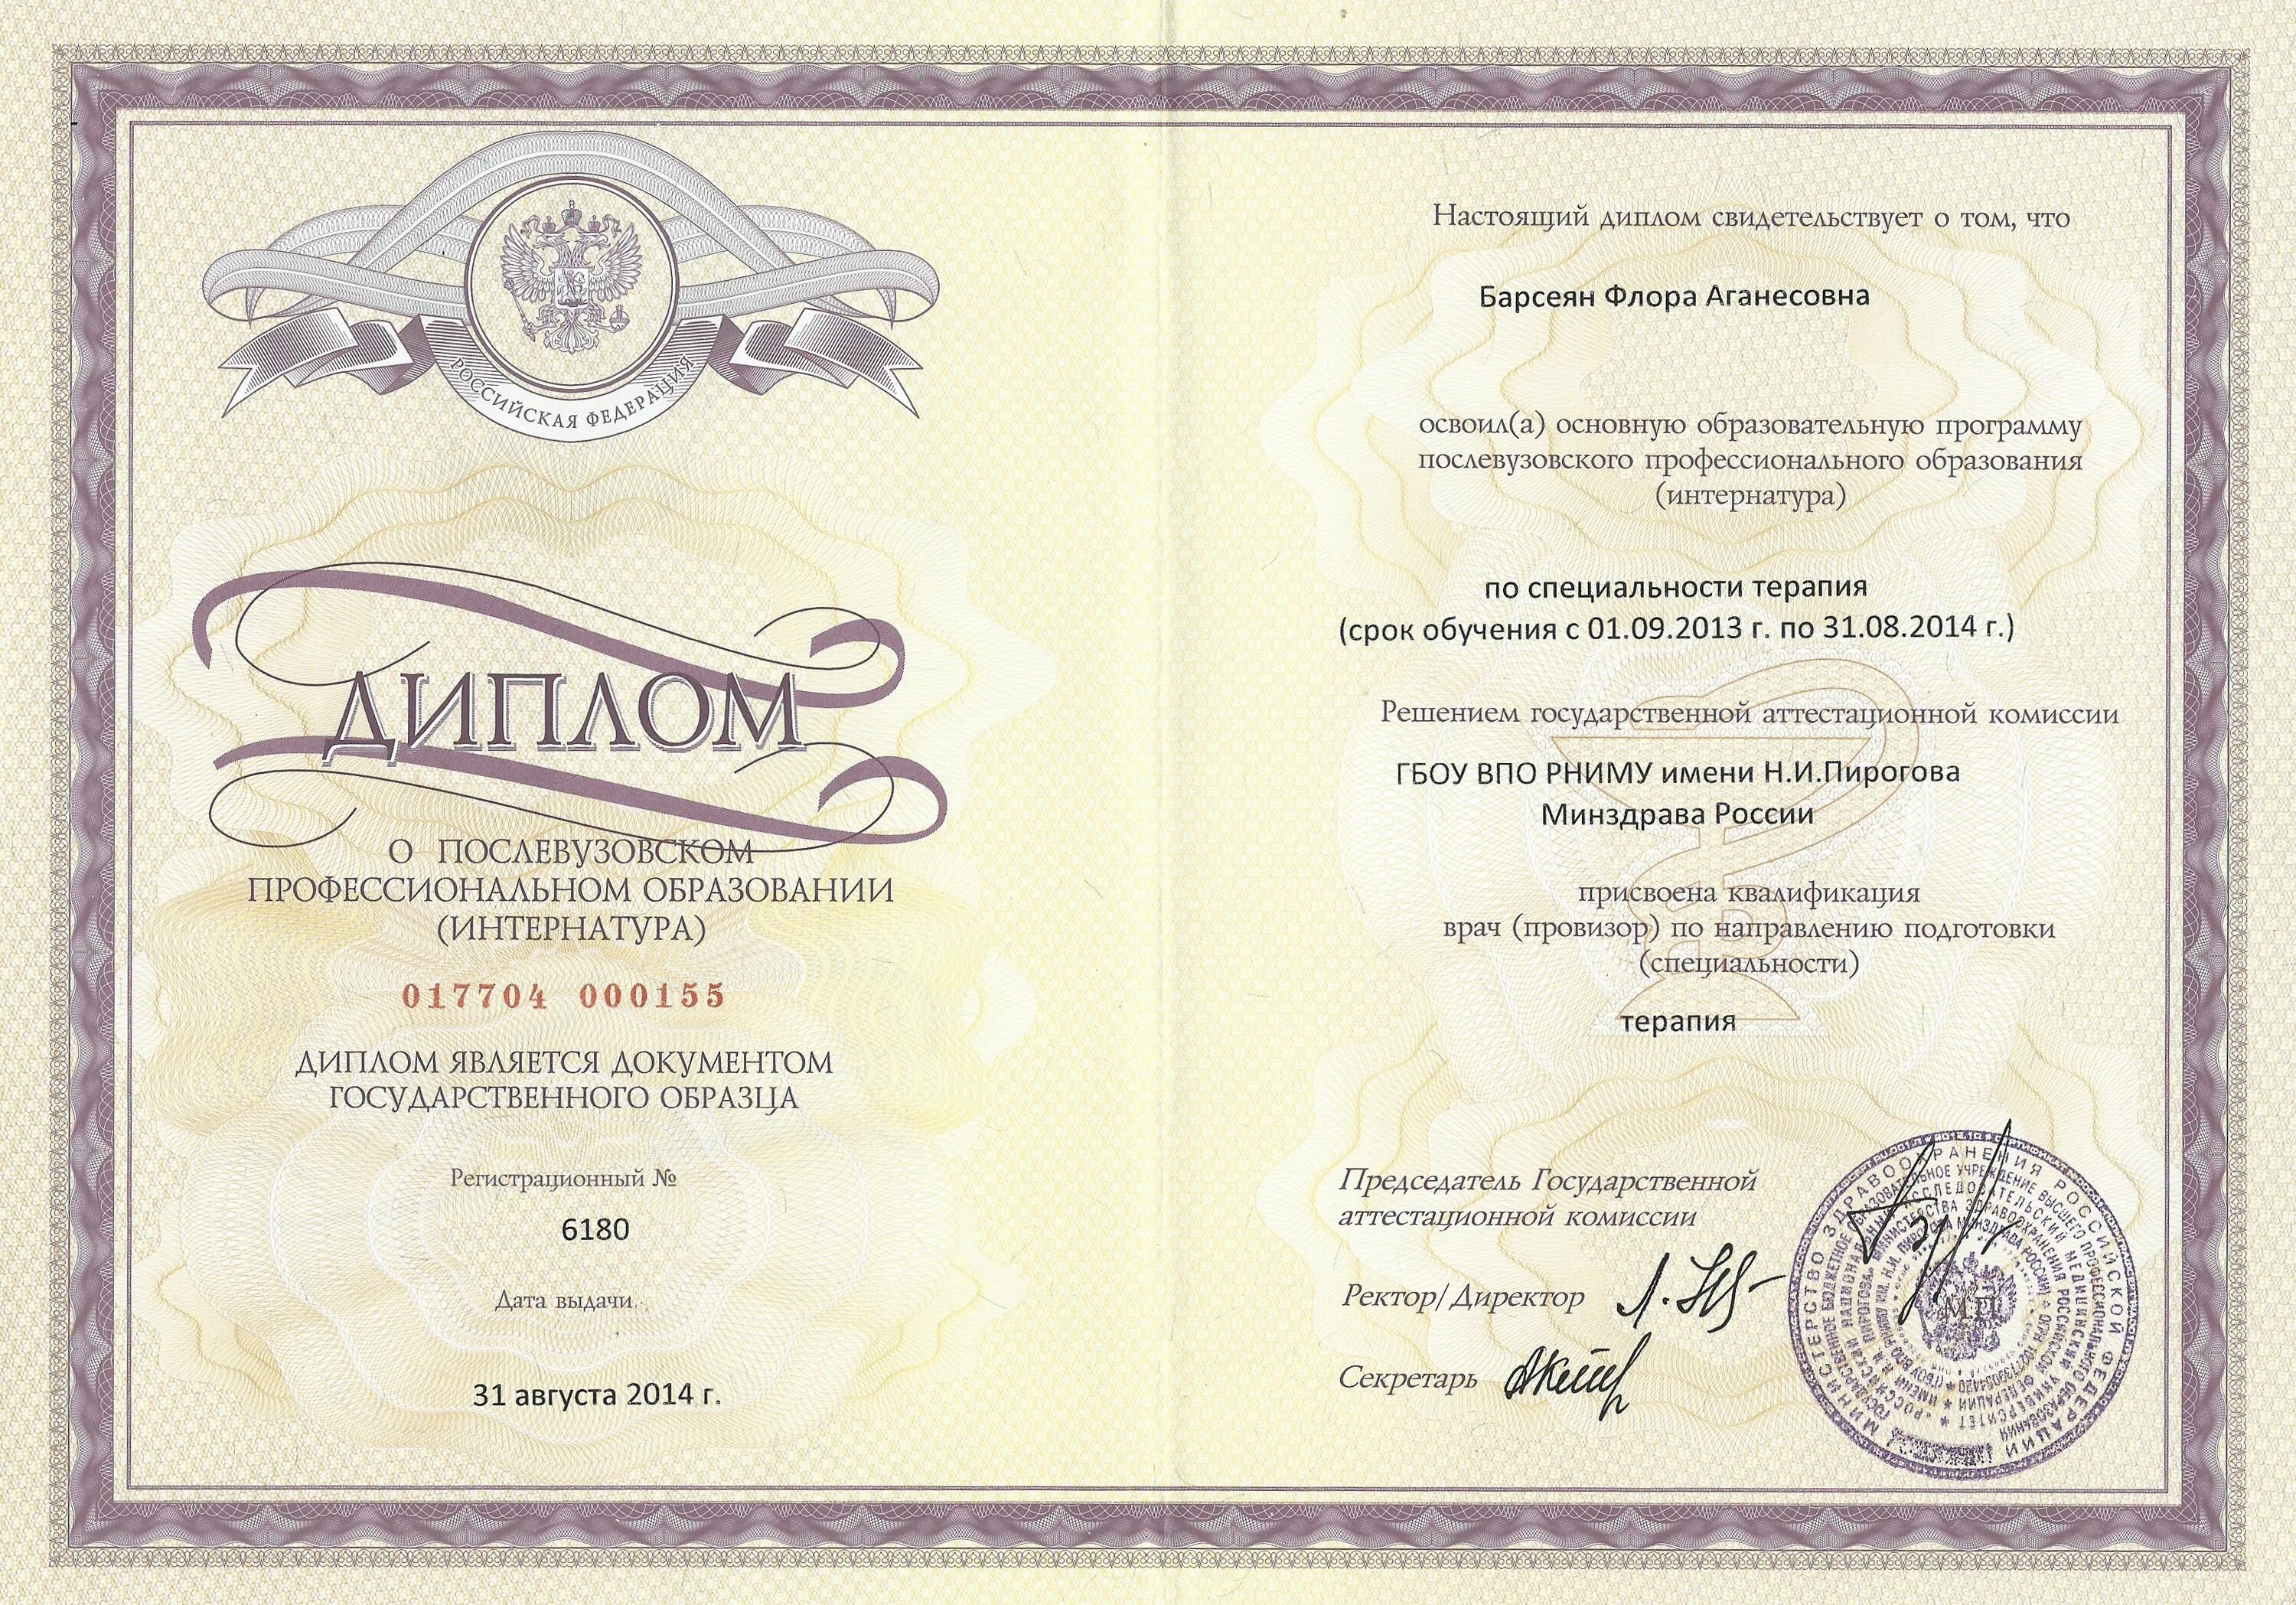 РОССИЙСКАЯ ФЕДЕРАЦИЯ
ДИПЛОМ
О ПОСЛЕВУЗОВСКОМ
ПРОФЕССИОНАЛЬНОМ ОБРАЗОВАНИИ
(ИНТЕРНАТУРА)
017704 000155
ДИПЛОМ ЯВЛЯЕТСЯ ДОКУМЕНТОМ
ГОСУДАРСТВЕННОГО ОБРАЗЦА
Регистрационный №
6180
Дата выдачи
31 августа 2014 г.
Настоящий диплом свидетельствует о том, что
Барсеян Флора Аганесовна
освоил(а) основную образовательную программу
послевузовского профессионального образования
(интернатура)
по специальности терапия
(срок обучения с 01.09.2013 г. по 31.08.2014 г.)
Решением государственной аттестационной комиссии
ГБОУ ВПО РНИМУ имени Н.И.Пирогова
Минздрава России
присвоена квалификация
врач (провизор) по направлению подготовки
(специальности)
терапия
Председатель Государственной
аттестационной комиссии
Ректор/Директор
Секретарь
М.П.
МИНИСТЕРСТВО ЗДРАВООХРАНЕНИЯ РОССИЙСКОЙ ФЕДЕРАЦИИ